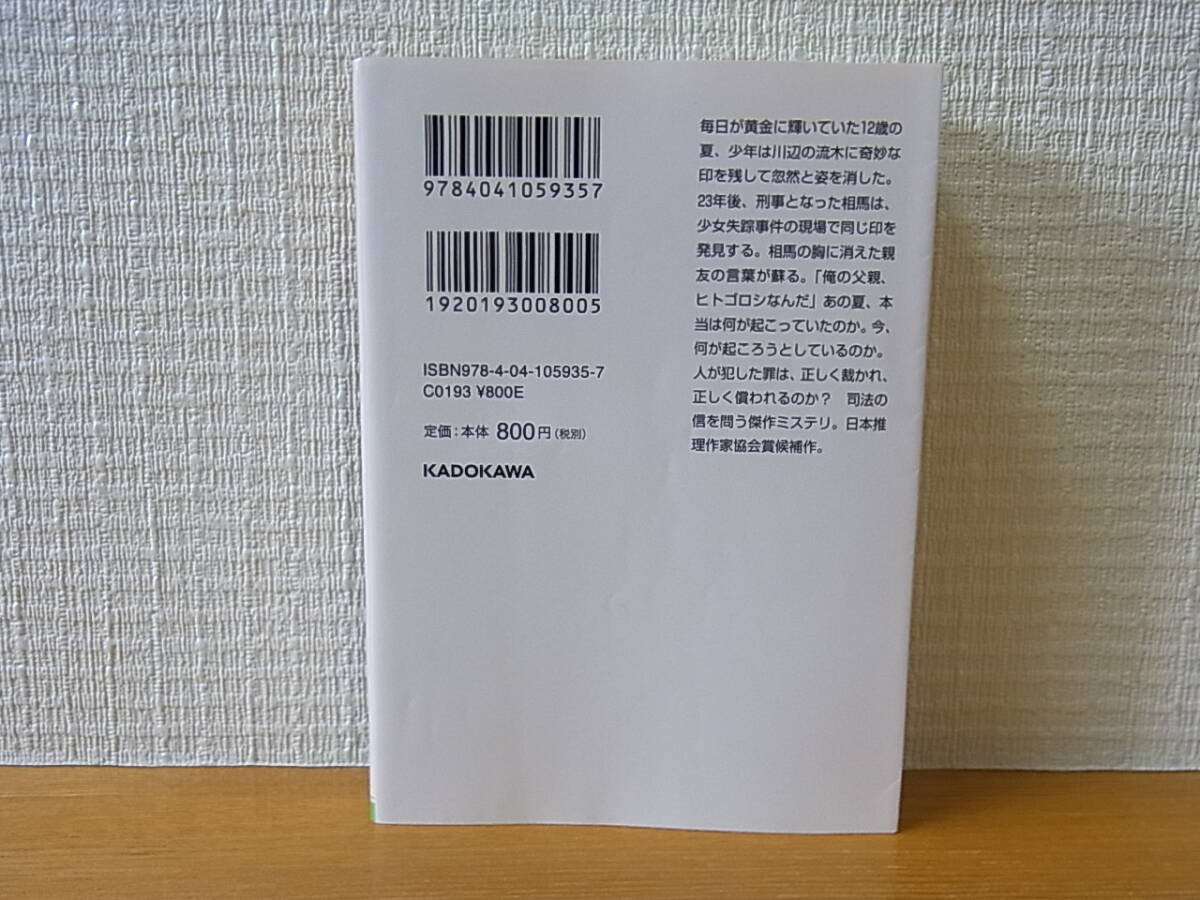 9784041059357
1920193008005
ISBN978-4-04-105935-7
C0193 ¥800E
定価:本体 800円(税別)
KADOKAWA
毎日が黄金に輝いていた12歳の
夏、少年は川辺の流木に奇妙な
印を残して忽然と姿を消した。
23年後、刑事となった相馬は、
少女失踪事件の現場で同じ印を
発見する。相馬の胸に消えた親
友の言葉が蘇る。「俺の父親、
ヒトゴロシなんだ」あの夏、本
当は何が起こっていたのか。今、
何が起ころうとしているのか。
人が犯した罪は、正しく裁かれ、
正しく償われるのか？　司法の
信を問う傑作ミステリ。日本推
理作家協会賞候補作。